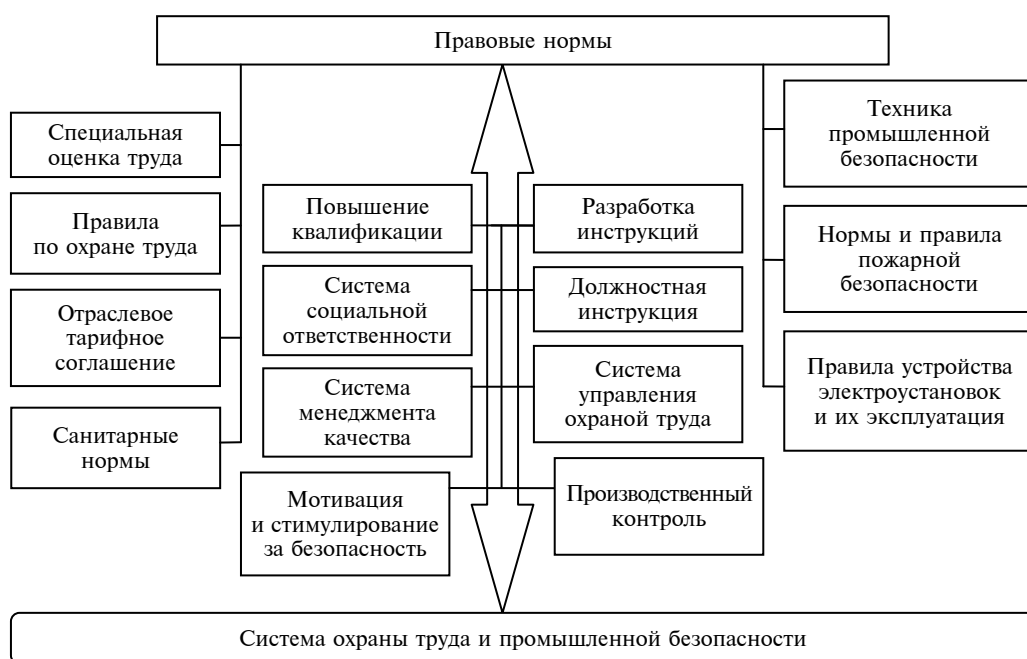 Правовые нормы
Специальная
оценка труда
Правила
по охране труда
Отраслевое
тарифное
соглашение
Санитарные
нормы
Повышение
квалификации
Система
социальной
ответственности
Система
менеджмента
качества
Мотивация
и стимулирование
за безопасность
Разработка
инструкций
Должностная
инструкция
Система
управления
охраной труда
Производственный
контроль
Техника
промышленной
безопасности
Нормы и правила
пожарной
безопасности
Правила устройства
электроустановок
и их эксплуатация
Система охраны труда и промышленной безопасности